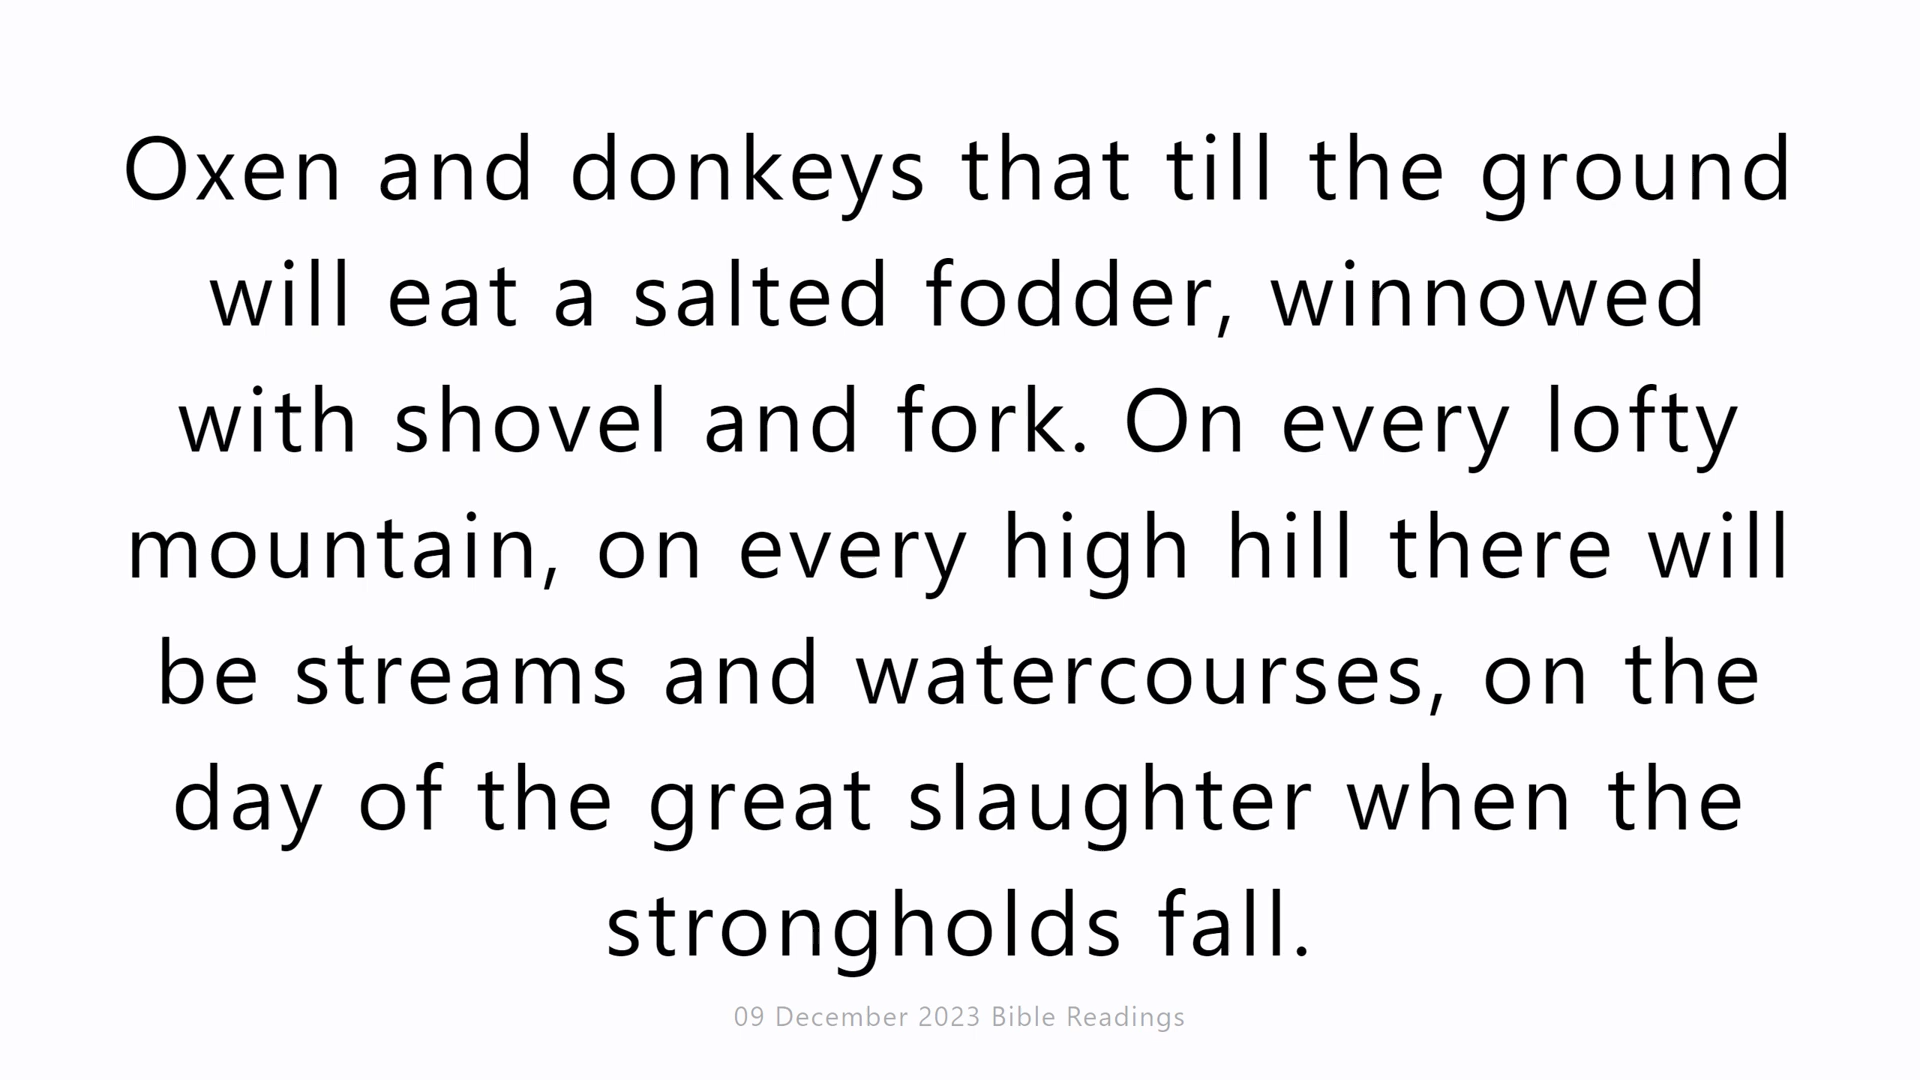 Oxen and donkeys that till the ground
will eat a salted fodder, winnowed
with shovel and fork. On every lofty
mountain, on every high hill there will
be streams and watercourses, on the
day of the great slaughter when the
strongholds fall.
09 December 2023 Bible Readings